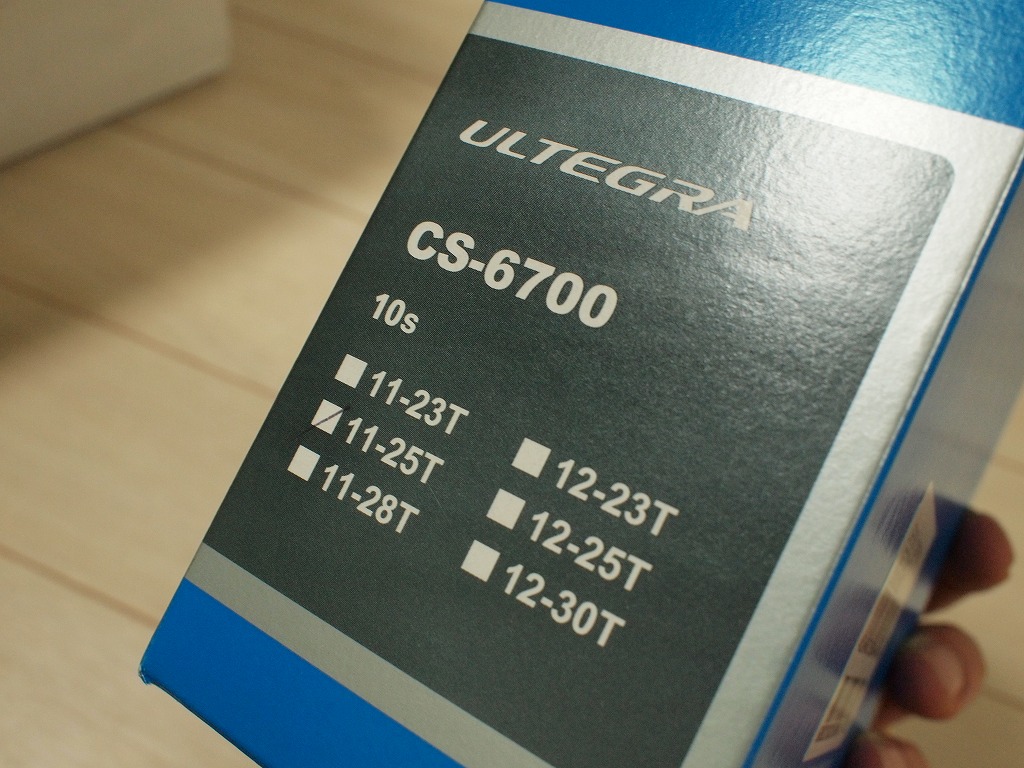 ULTEGRA
CS-6700
10s
11-23T
11-25T
11-28T
12-23T
12-25T
12-30T